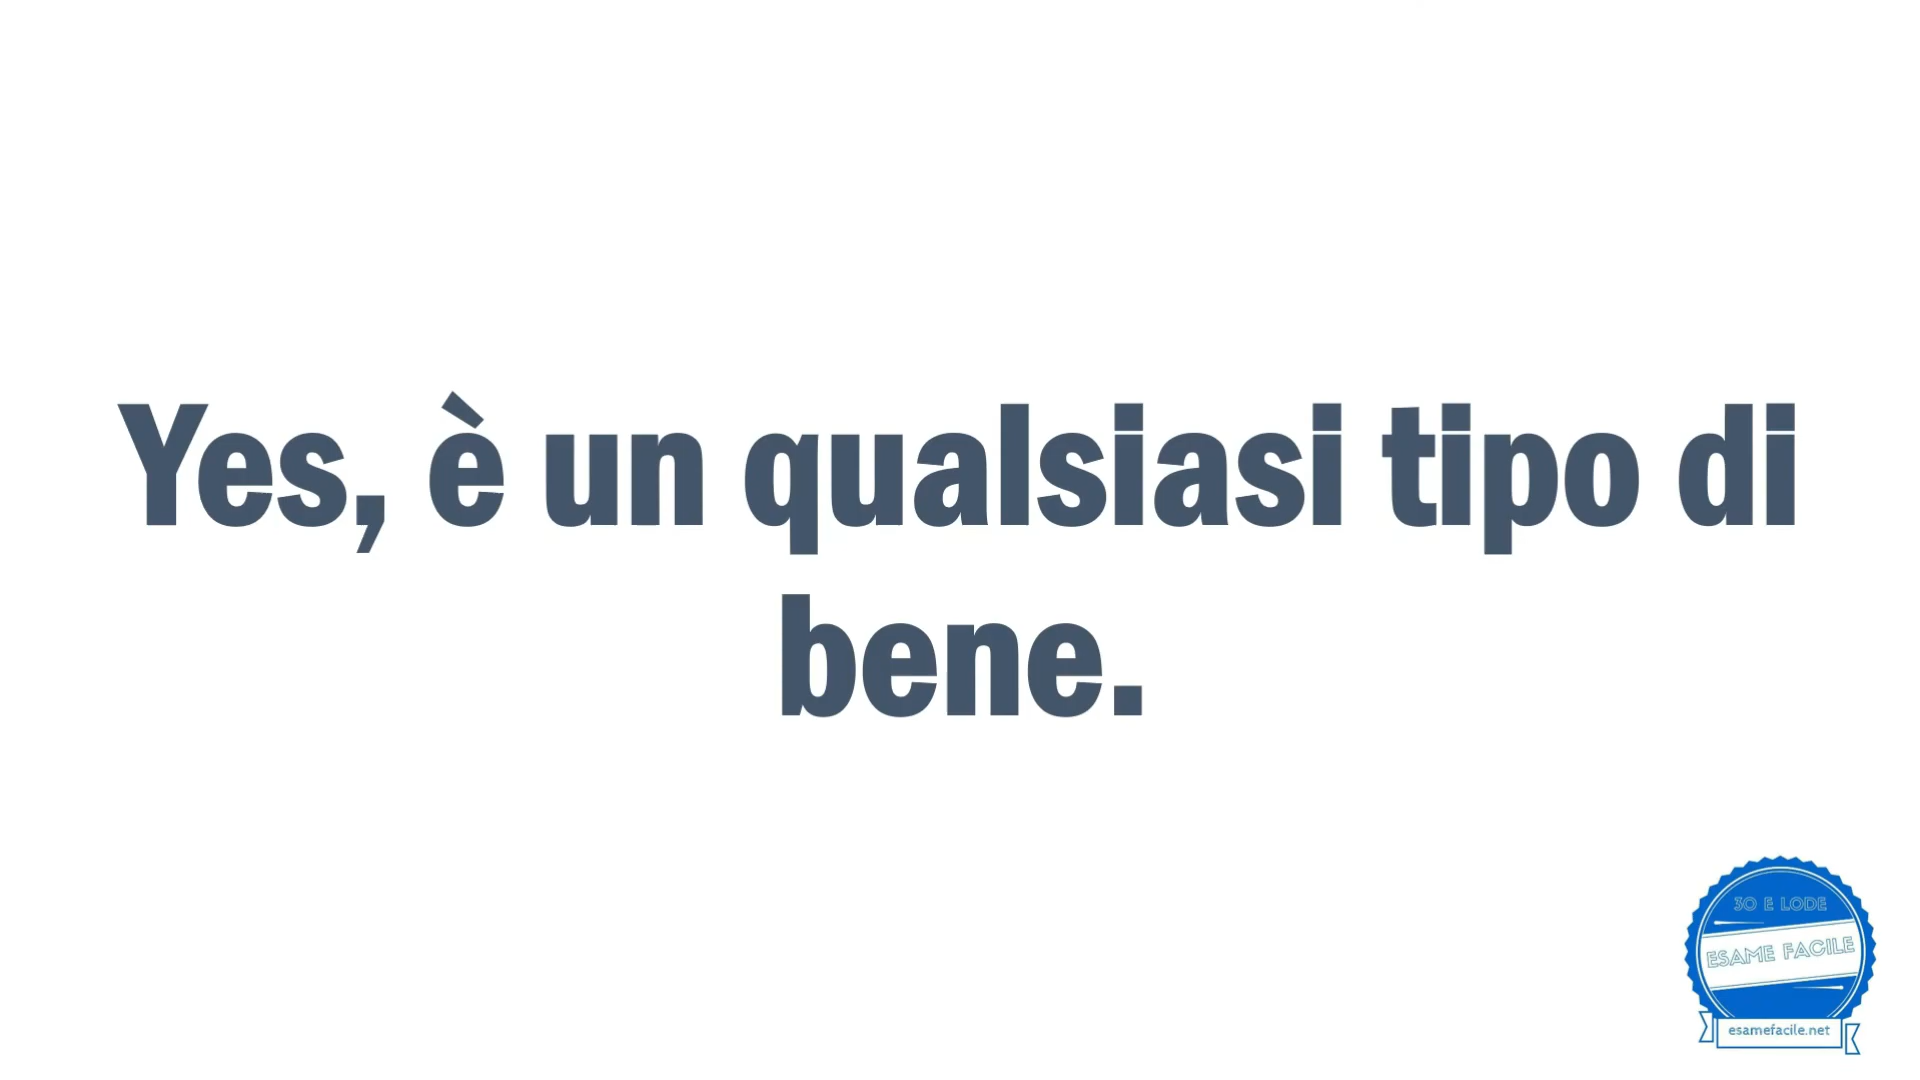 Yes, è un qualsiasi tipo di
bene.
30 E LODE
ESAME FACILE
esamefacile.net